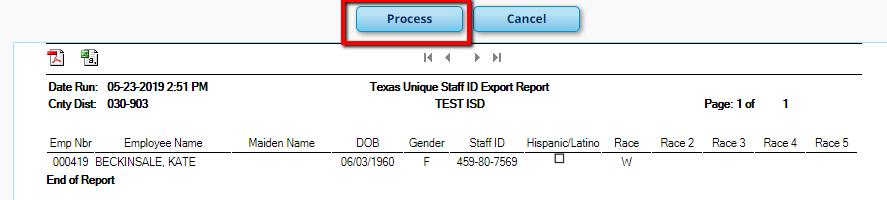 Process Cancel
Date Run: 05-23-2019 2:51 PM Texas Unique Staff ID Export Report
Cnty Dist: 030-903 TEST ISD Page: 1 of 1
Emp Nbr Employee Name Maiden Name DOB Gender Staff ID Hispanic/Latino Race Race 2 Race 3 Race 4 Race 5
000419 BECKINSALE, KATE 06/03/1960 F 459-80-7569 W
End of Report